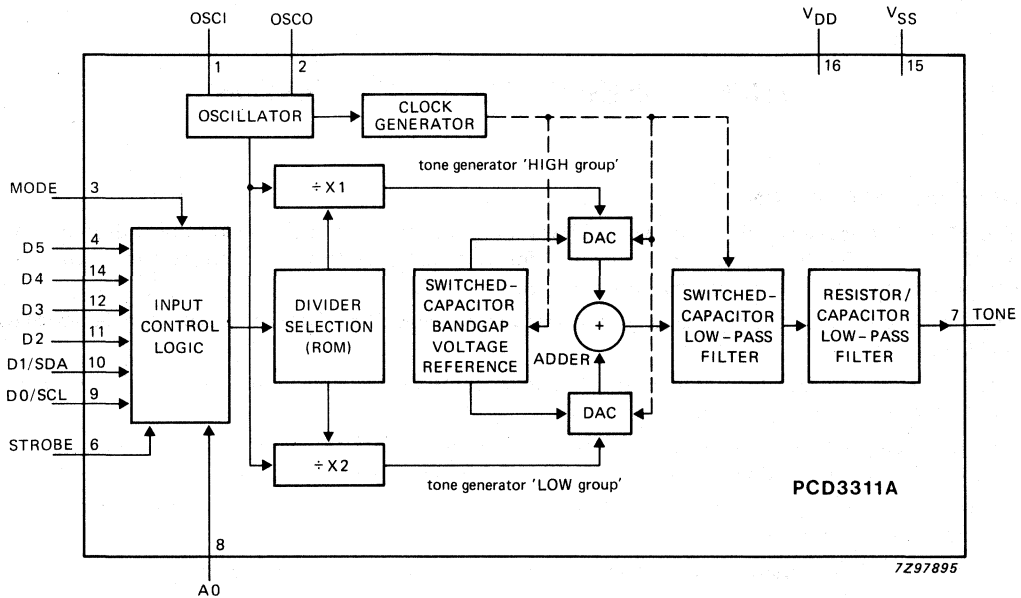 OSCI
OSCO
VDD
VSS
1
2
16
15
OSCILLATOR
CLOCK
GENERATOR
tone generator 'HIGH group'
÷X1
MODE
3
DAC
D5
4
D4
14
D3
12
D2
11
D1/SDA
10
D0/SCL
9
STROBE
6
INPUT
CONTROL
LOGIC
DIVIDER
SELECTION
(ROM)
SWITCHED-
CAPACITOR
BANDGAP
VOLTAGE
REFERENCE
+
ADDER
SWITCHED-
CAPACITOR
LOW-PASS
FILTER
RESISTOR/
CAPACITOR
LOW-PASS
FILTER
7
TONE
DAC
÷X2
tone generator 'LOW group'
PCD3311A
8
A0
7Z97895